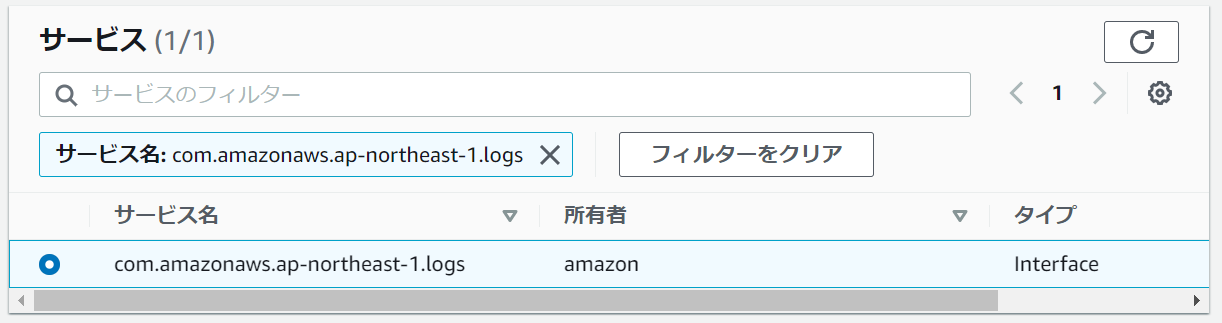 サービス (1/1)
サービスのフィルター
1
サービス名: com.amazonaws.ap-northeast-1.logs
フィルターをクリア
サービス名 所有者 タイプ
com.amazonaws.ap-northeast-1.logs amazon Interface